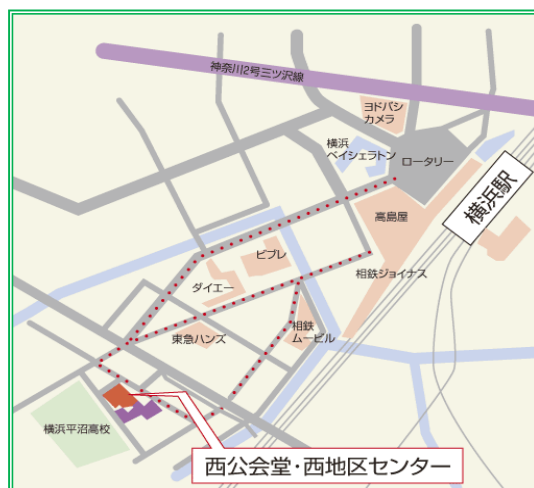 神奈川2号三ツ沢線
ヨドバシ
カメラ
横浜
ベイシェラトン
ロータリー
横浜駅
高島屋
ビブレ
相鉄ジョイナス
ダイエー
東急ハンズ
相鉄
ムービル
横浜平沼高校
西公会堂・西地区センター